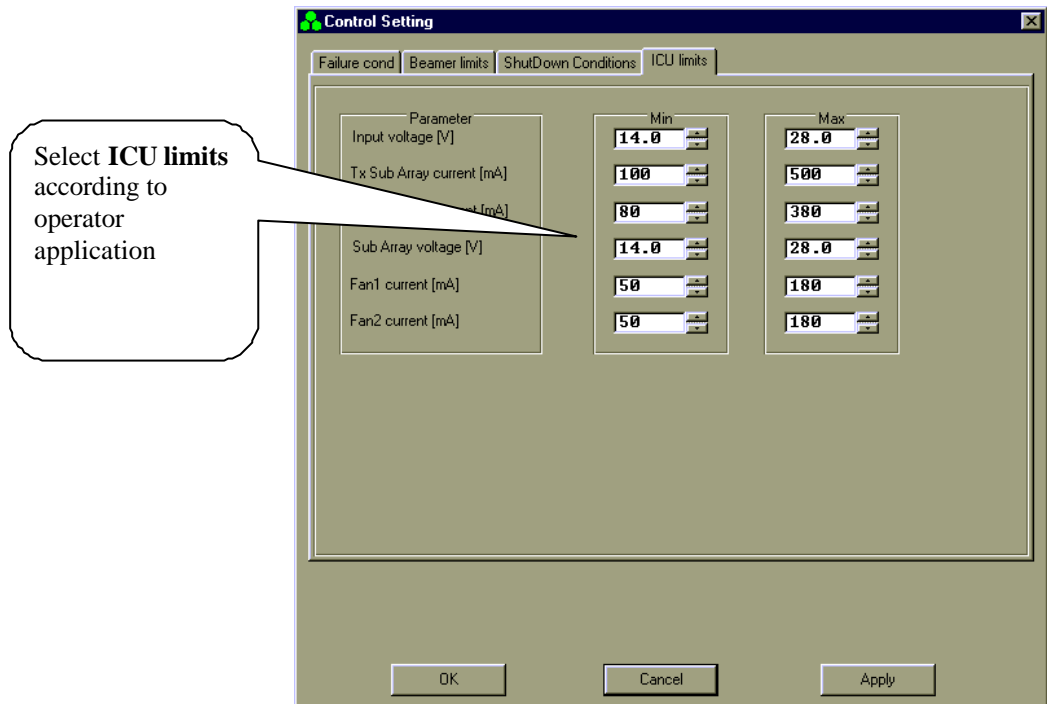 Control Setting
Failure cond Beamer limits ShutDown Conditions ICU limits
Parameter Min Max
Input voltage [V] 14.0 28.0
Tx Sub Array current [mA] 100 500
[mA] 80 380
Sub Array voltage [V] 14.0 28.0
Fan1 current [mA] 50 180
Fan2 current [mA] 50 180
Select ICU limits
according to
operator
application
OK Cancel Apply